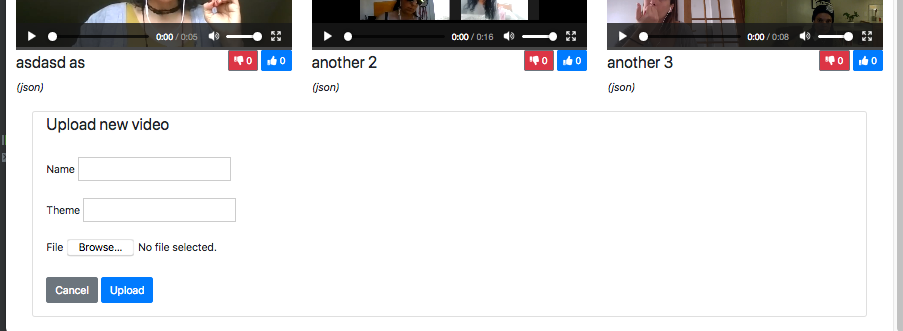 0:00 / 0:05
0:00 / 0:16
0:00 / 0:08
asdasd as 0 0
another 2 0 0
another 3 0 0
(json)
(json)
(json)
Upload new video
Name
Theme
File Browse... No file selected.
Cancel Upload